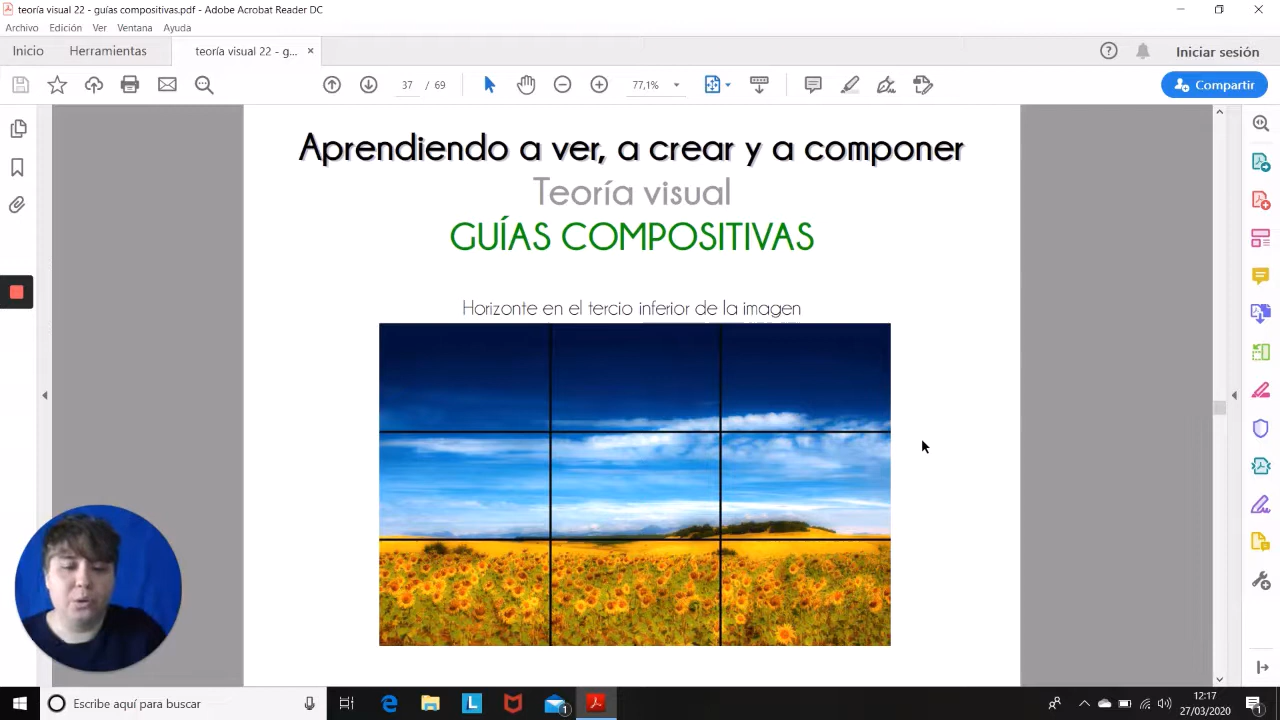 teoría visual 22 - guías compositivas.pdf - Adobe Acrobat Reader DC
Archivo Edición Ver Ventana Ayuda
Inicio Herramientas teoría visual 22 - g... × Iniciar sesión
37 / 69 77,1% Compartir
Aprendiendo a ver, a crear y a componer
Teoría visual
GUÍAS COMPOSITIVAS
Horizonte en el tercio inferior de la imagen
Escribe aquí para buscar
12:17
27/03/2020